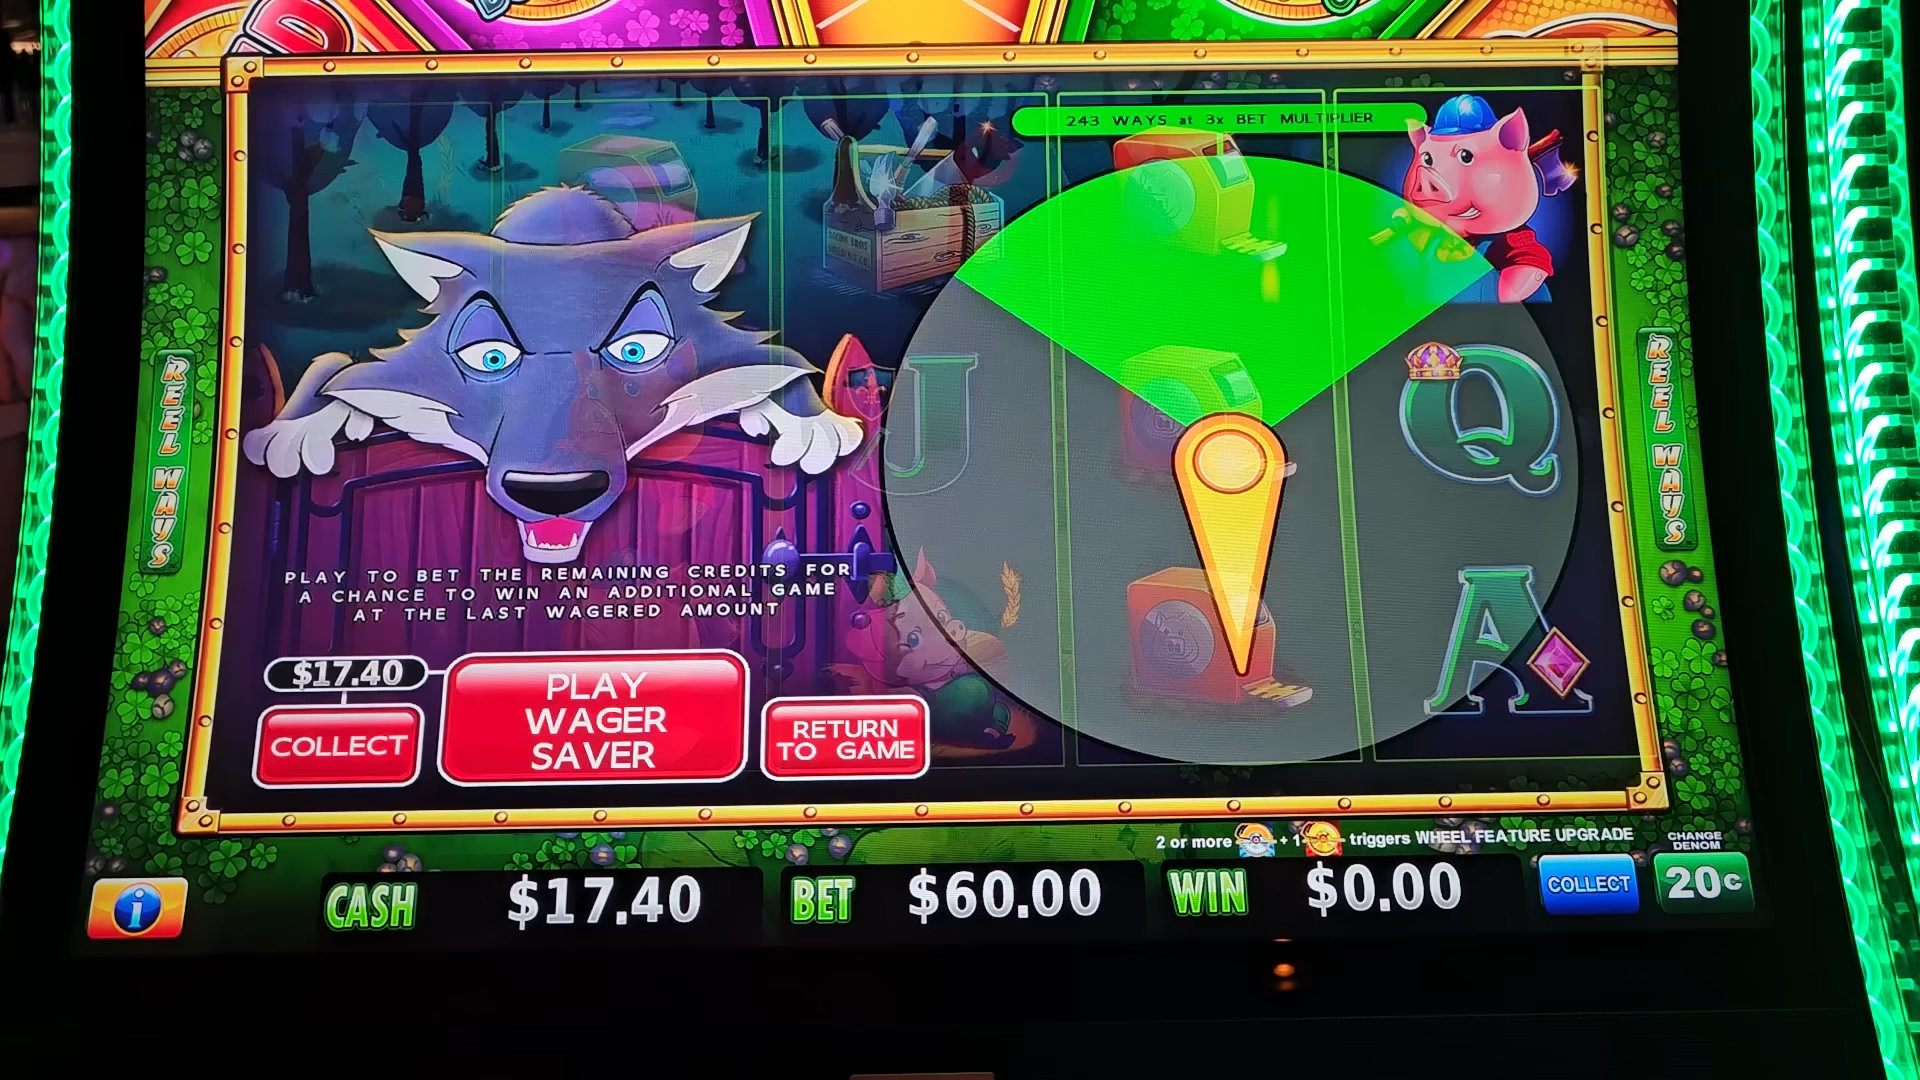 243 WAYS at 3x BET MULTIPLIER
REEL WAYS
J
Q
REEL WAYS
PLAY TO BET THE REMAINING CREDITS FOR
A CHANCE TO WIN AN ADDITIONAL GAME
AT THE LAST WAGERED AMOUNT
A
$17.40
COLLECT
PLAY
WAGER
SAVER
RETURN
TO GAME
2 or more + 1 triggers WHEEL FEATURE UPGRADE
CHANGE
DENOM
CASH $17.40 BET $60.00 WIN $0.00 COLLECT 20¢